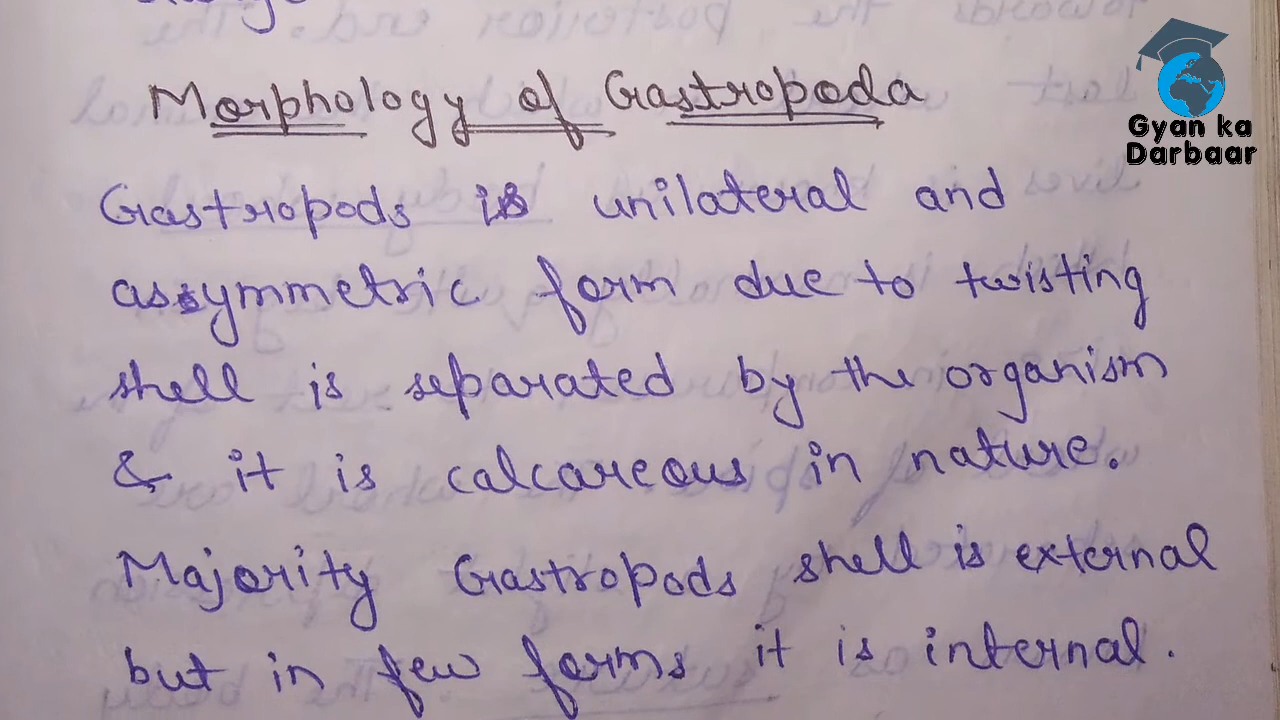 Morphology of Gastropoda
Gyan ka
Darbaar
Gastropods is unilateral and
assymmetric form due to twisting
shell is separated by the organism
& it is calcareous in nature.
Majority Gastropods shell is external
but in few forms it is internal.